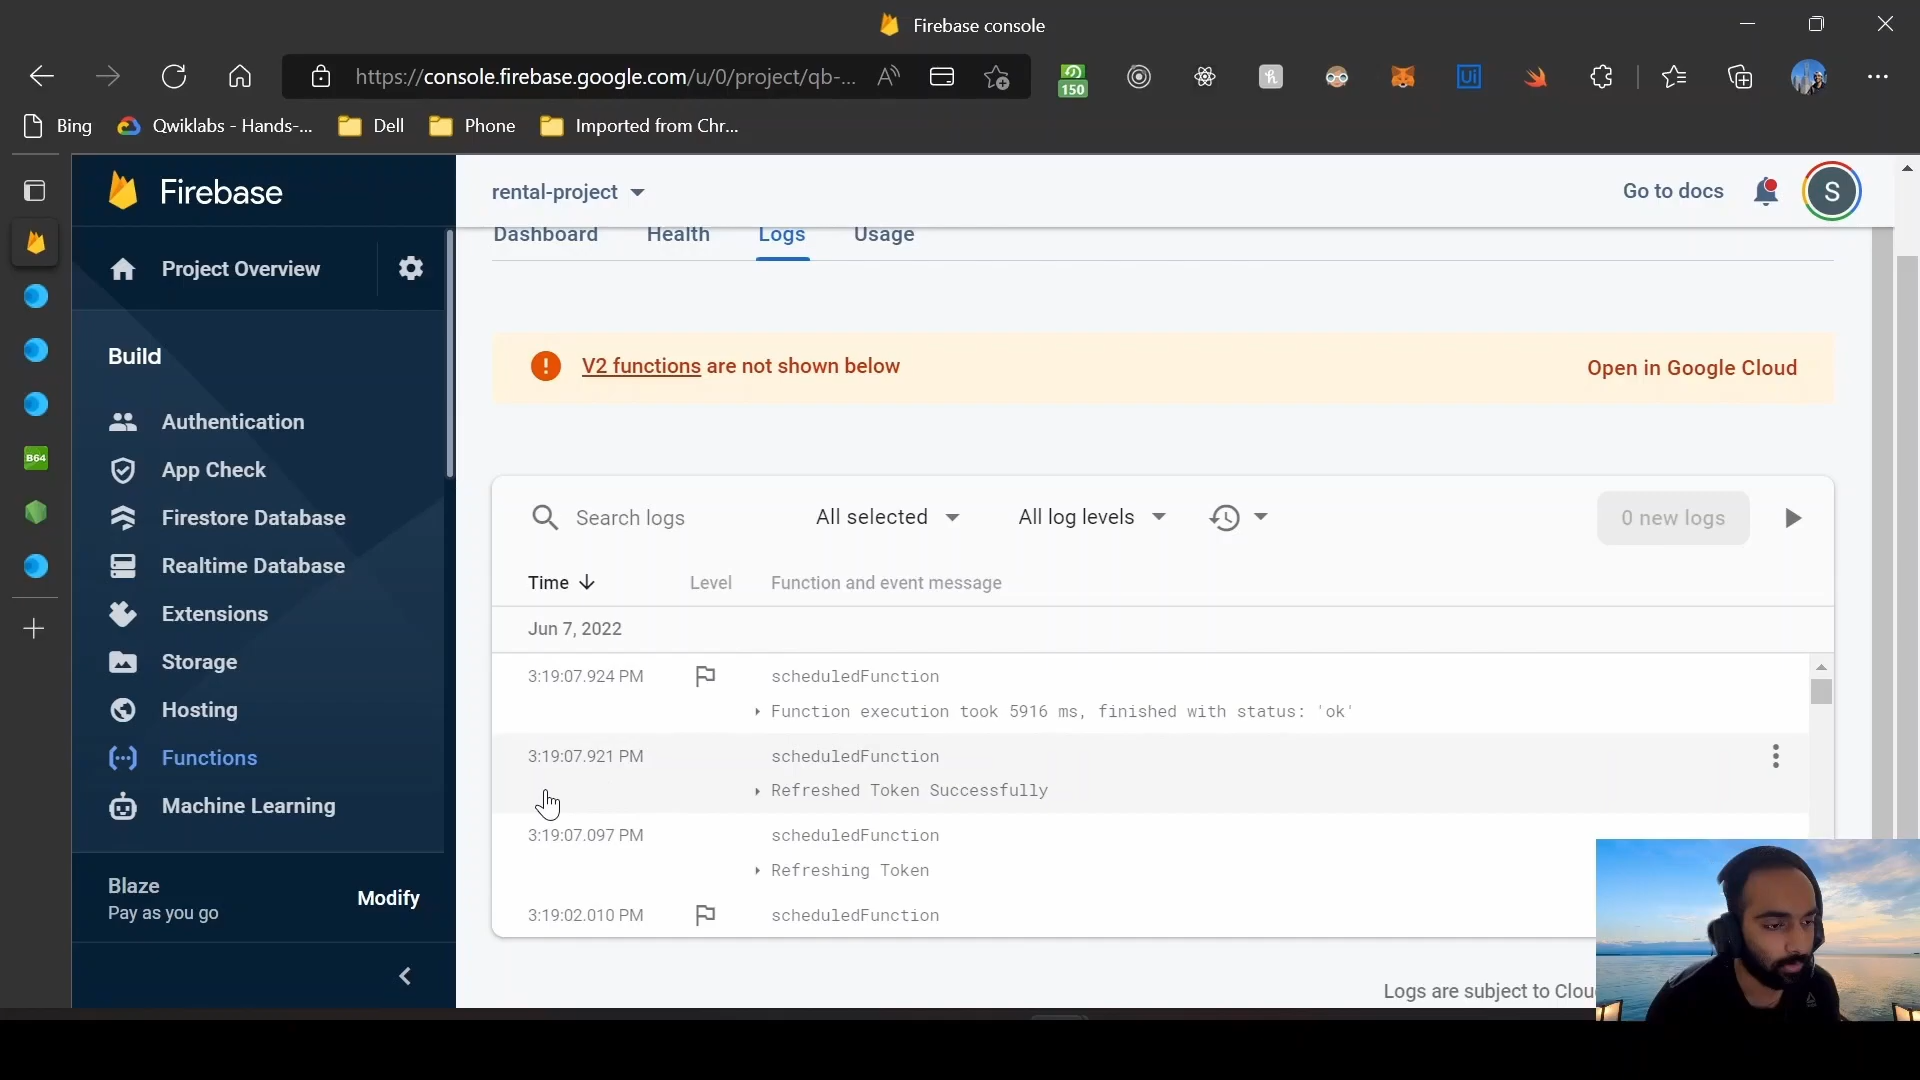 Firebase console
https://console.firebase.google.com/u/0/project/qb-...
150
Ui
Bing
Qwiklabs - Hands-...
Dell
Phone
Imported from Chr...
B64
Firebase
Project Overview
Build
Authentication
App Check
Firestore Database
Realtime Database
Extensions
Storage
Hosting
Functions
Machine Learning
Blaze
Pay as you go
Modify
rental-project
Go to docs
S
Dashboard
Health
Logs
Usage
V2 functions are not shown below
Open in Google Cloud
Search logs
All selected
All log levels
0 new logs
Time
Level
Function and event message
Jun 7, 2022
3:19:07.924 PM
scheduledFunction
Function execution took 5916 ms, finished with status: 'ok'
3:19:07.921 PM
scheduledFunction
Refreshed Token Successfully
3:19:07.097 PM
scheduledFunction
Refreshing Token
3:19:02.010 PM
scheduledFunction
Logs are subject to Clou